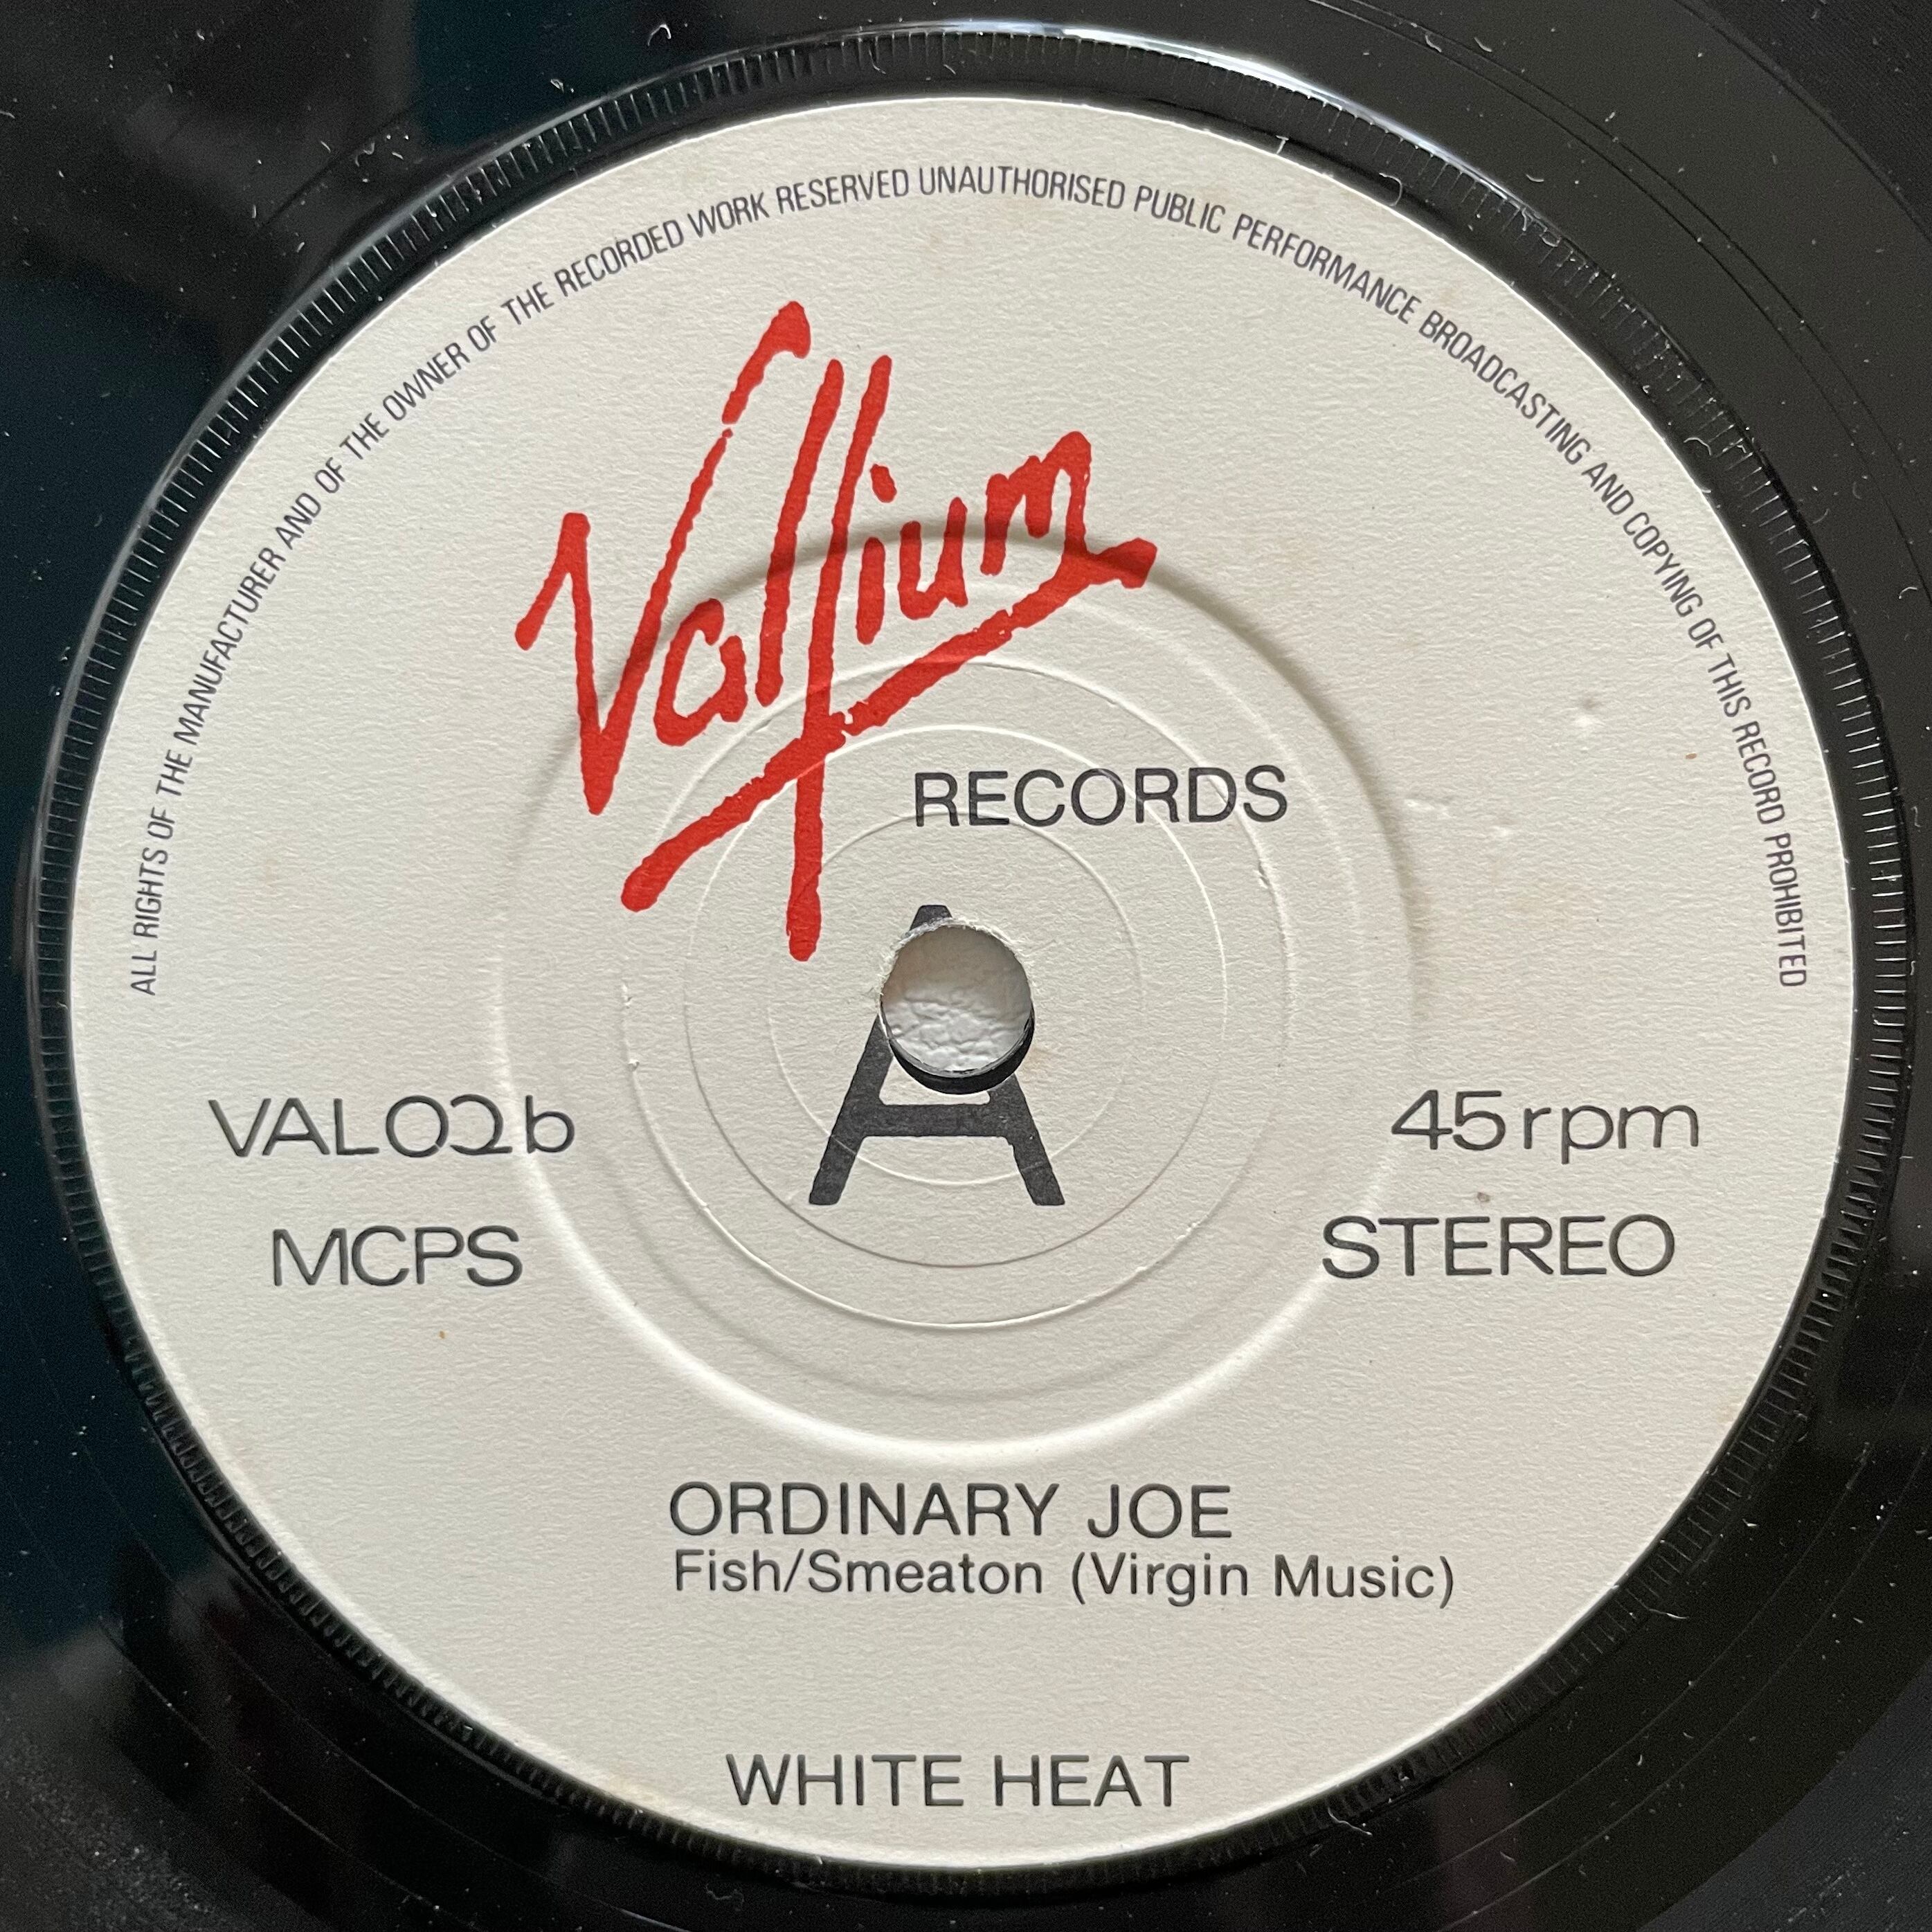 ALL RIGHTS OF THE MANUFACTURER AND OF THE OWNER OF THE RECORDED WORK RESERVED UNAUTHORISED PUBLIC PERFORMANCE BROADCASTING AND COPYING OF THIS RECORD PROHIBITED
Vallium
RECORDS
A
VAL02b
45rpm
MCPS
STEREO
ORDINARY JOE
Fish/Smeaton (Virgin Music)
WHITE HEAT